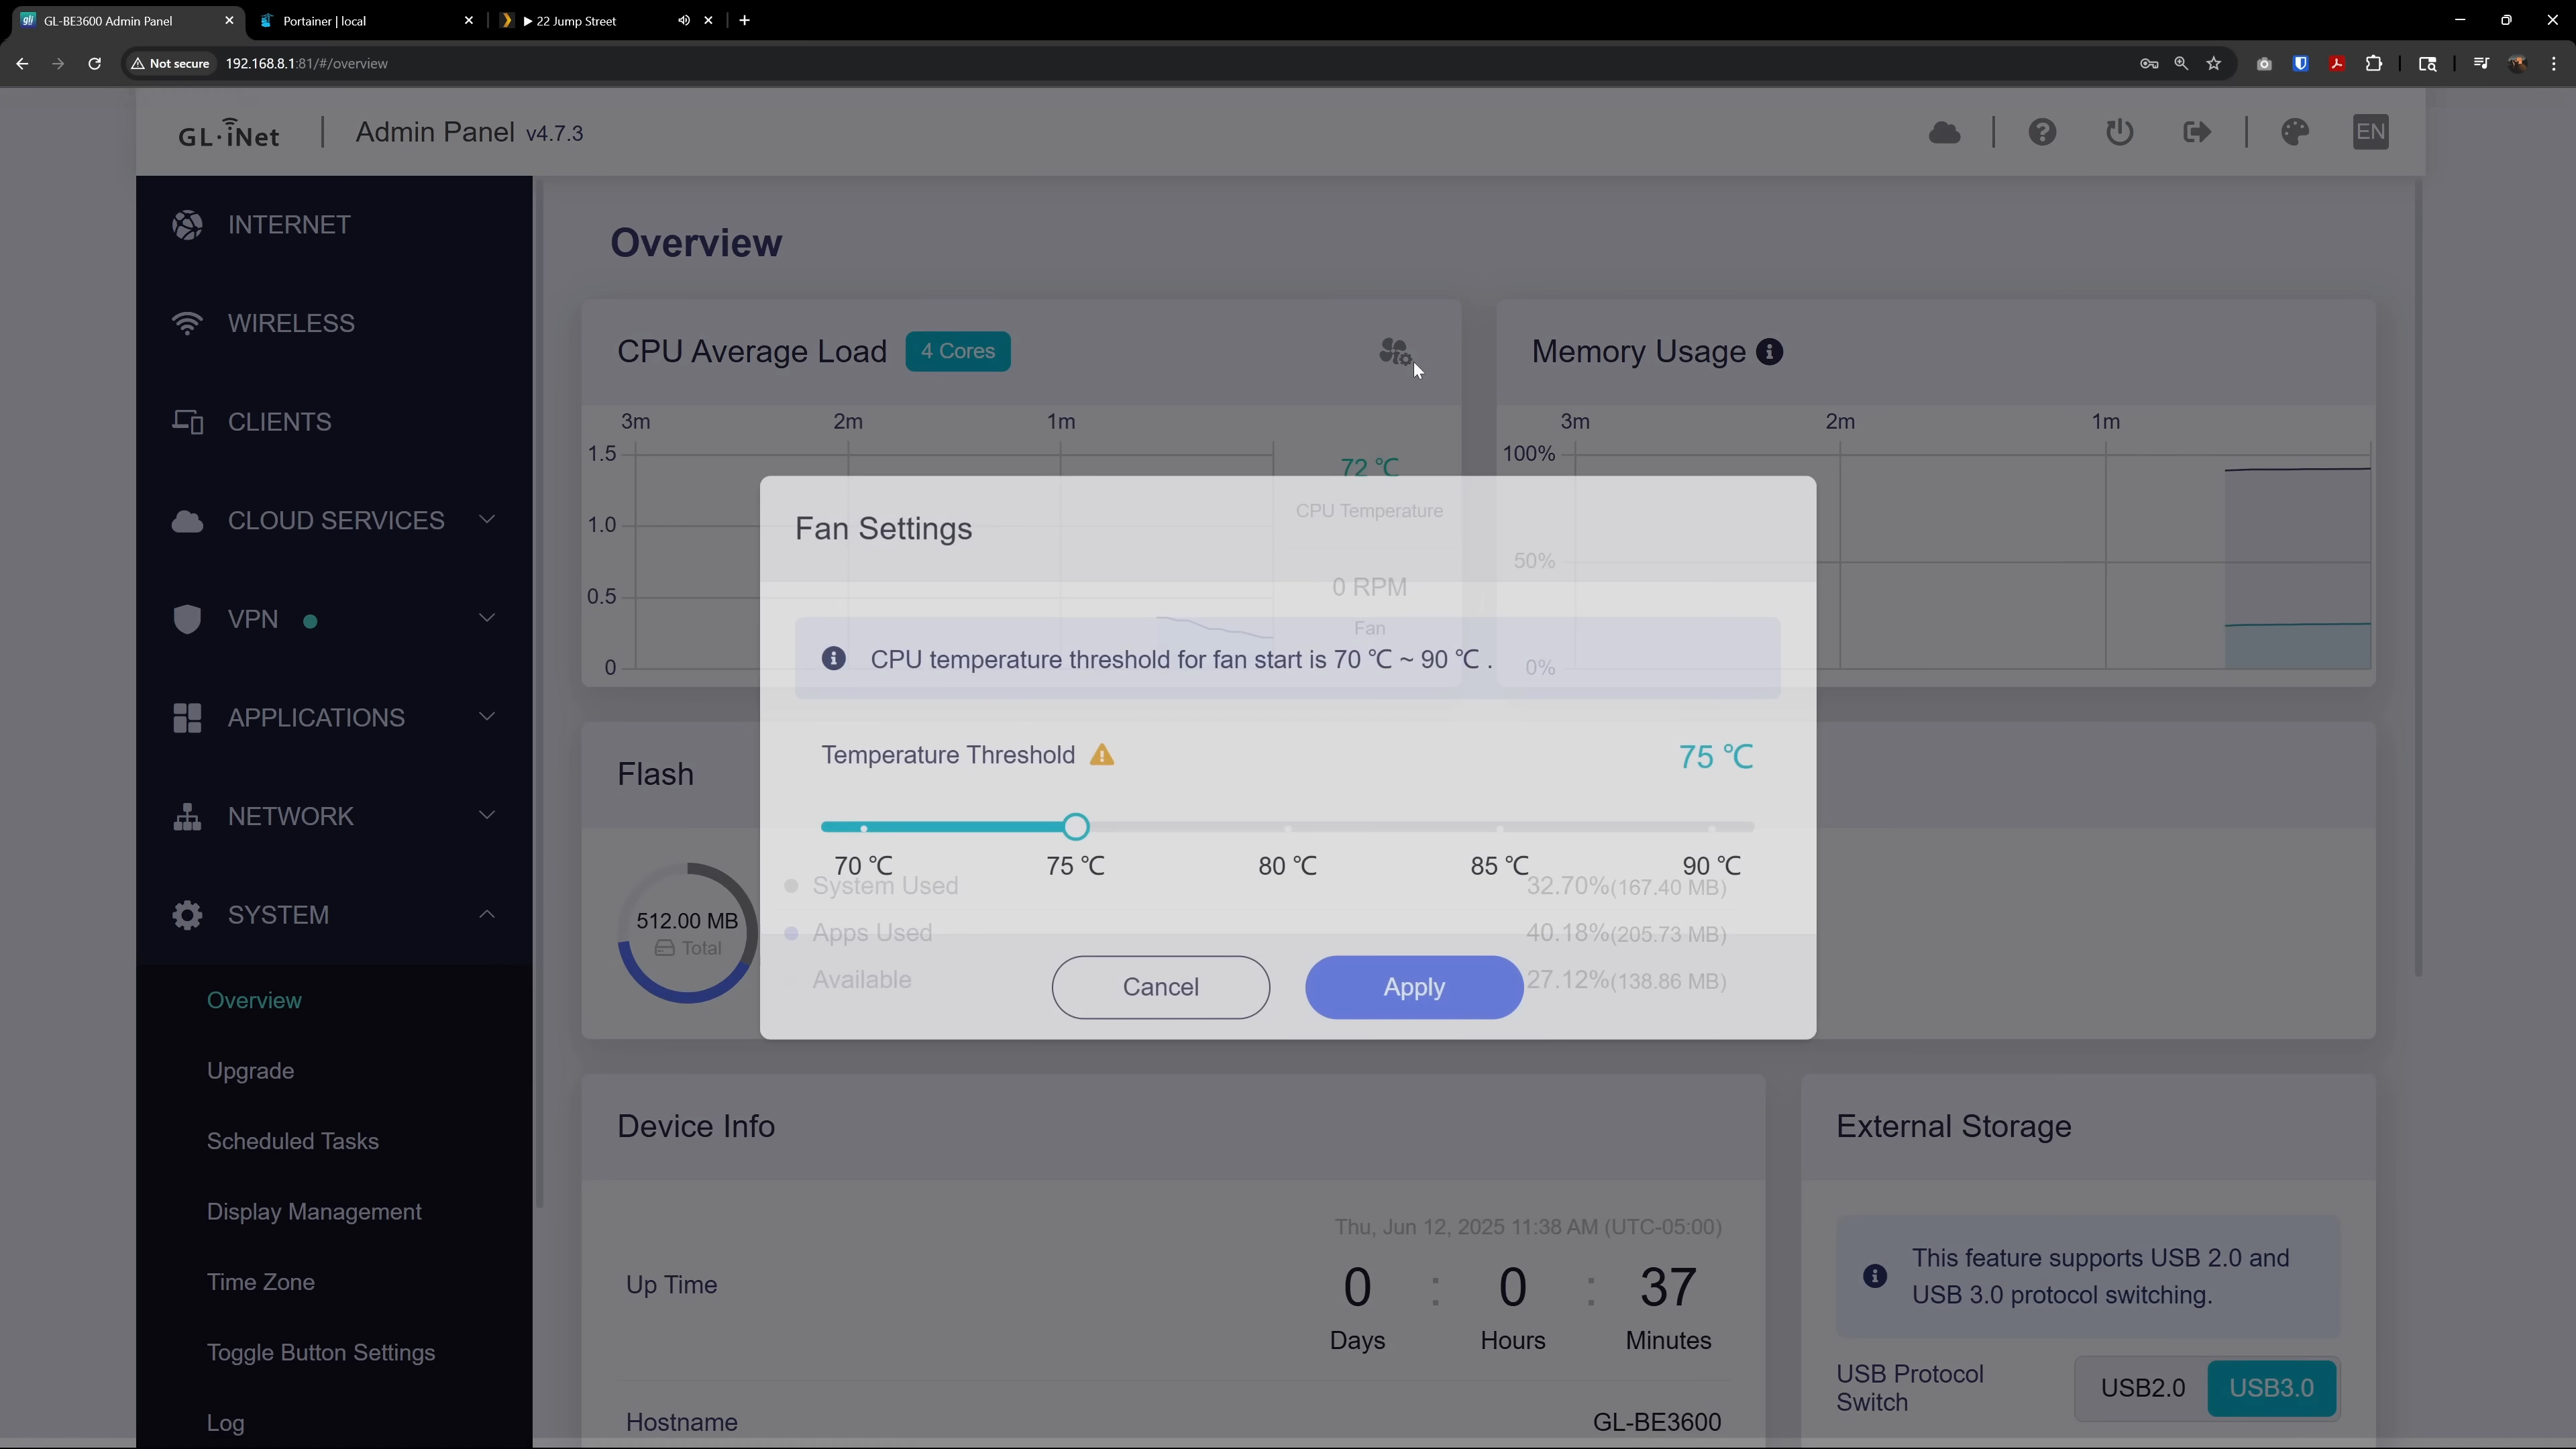 GL-BE3600 Admin Panel
Portainer | local
22 Jump Street
Not secure
192.168.8.1:81/#/overview
GL·iNet
Admin Panel v4.7.3
EN
INTERNET
WIRELESS
CLIENTS
CLOUD SERVICES
VPN
APPLICATIONS
NETWORK
SYSTEM
Overview
Upgrade
Scheduled Tasks
Display Management
Time Zone
Toggle Button Settings
Log
Overview
CPU Average Load 4 Cores
3m 2m 1m
1.5
1.0
0.5
0
72 ℃
CPU Temperature
0 RPM
Fan
Memory Usage
3m 2m 1m
100%
50%
0%
Fan Settings
CPU temperature threshold for fan start is 70 ℃ ~ 90 ℃ .
Temperature Threshold 75 ℃
70 ℃ 75 ℃ 80 ℃ 85 ℃ 90 ℃
Cancel Apply
Flash
512.00 MB
Total
System Used 32.70%(167.40 MB)
Apps Used 40.18%(205.73 MB)
Available 27.12%(138.86 MB)
Device Info
Thu, Jun 12, 2025 11:38 AM (UTC-05:00)
Up Time 0 : 0 : 37
Days Hours Minutes
Hostname GL-BE3600
External Storage
This feature supports USB 2.0 and
USB 3.0 protocol switching.
USB Protocol
Switch
USB2.0 USB3.0